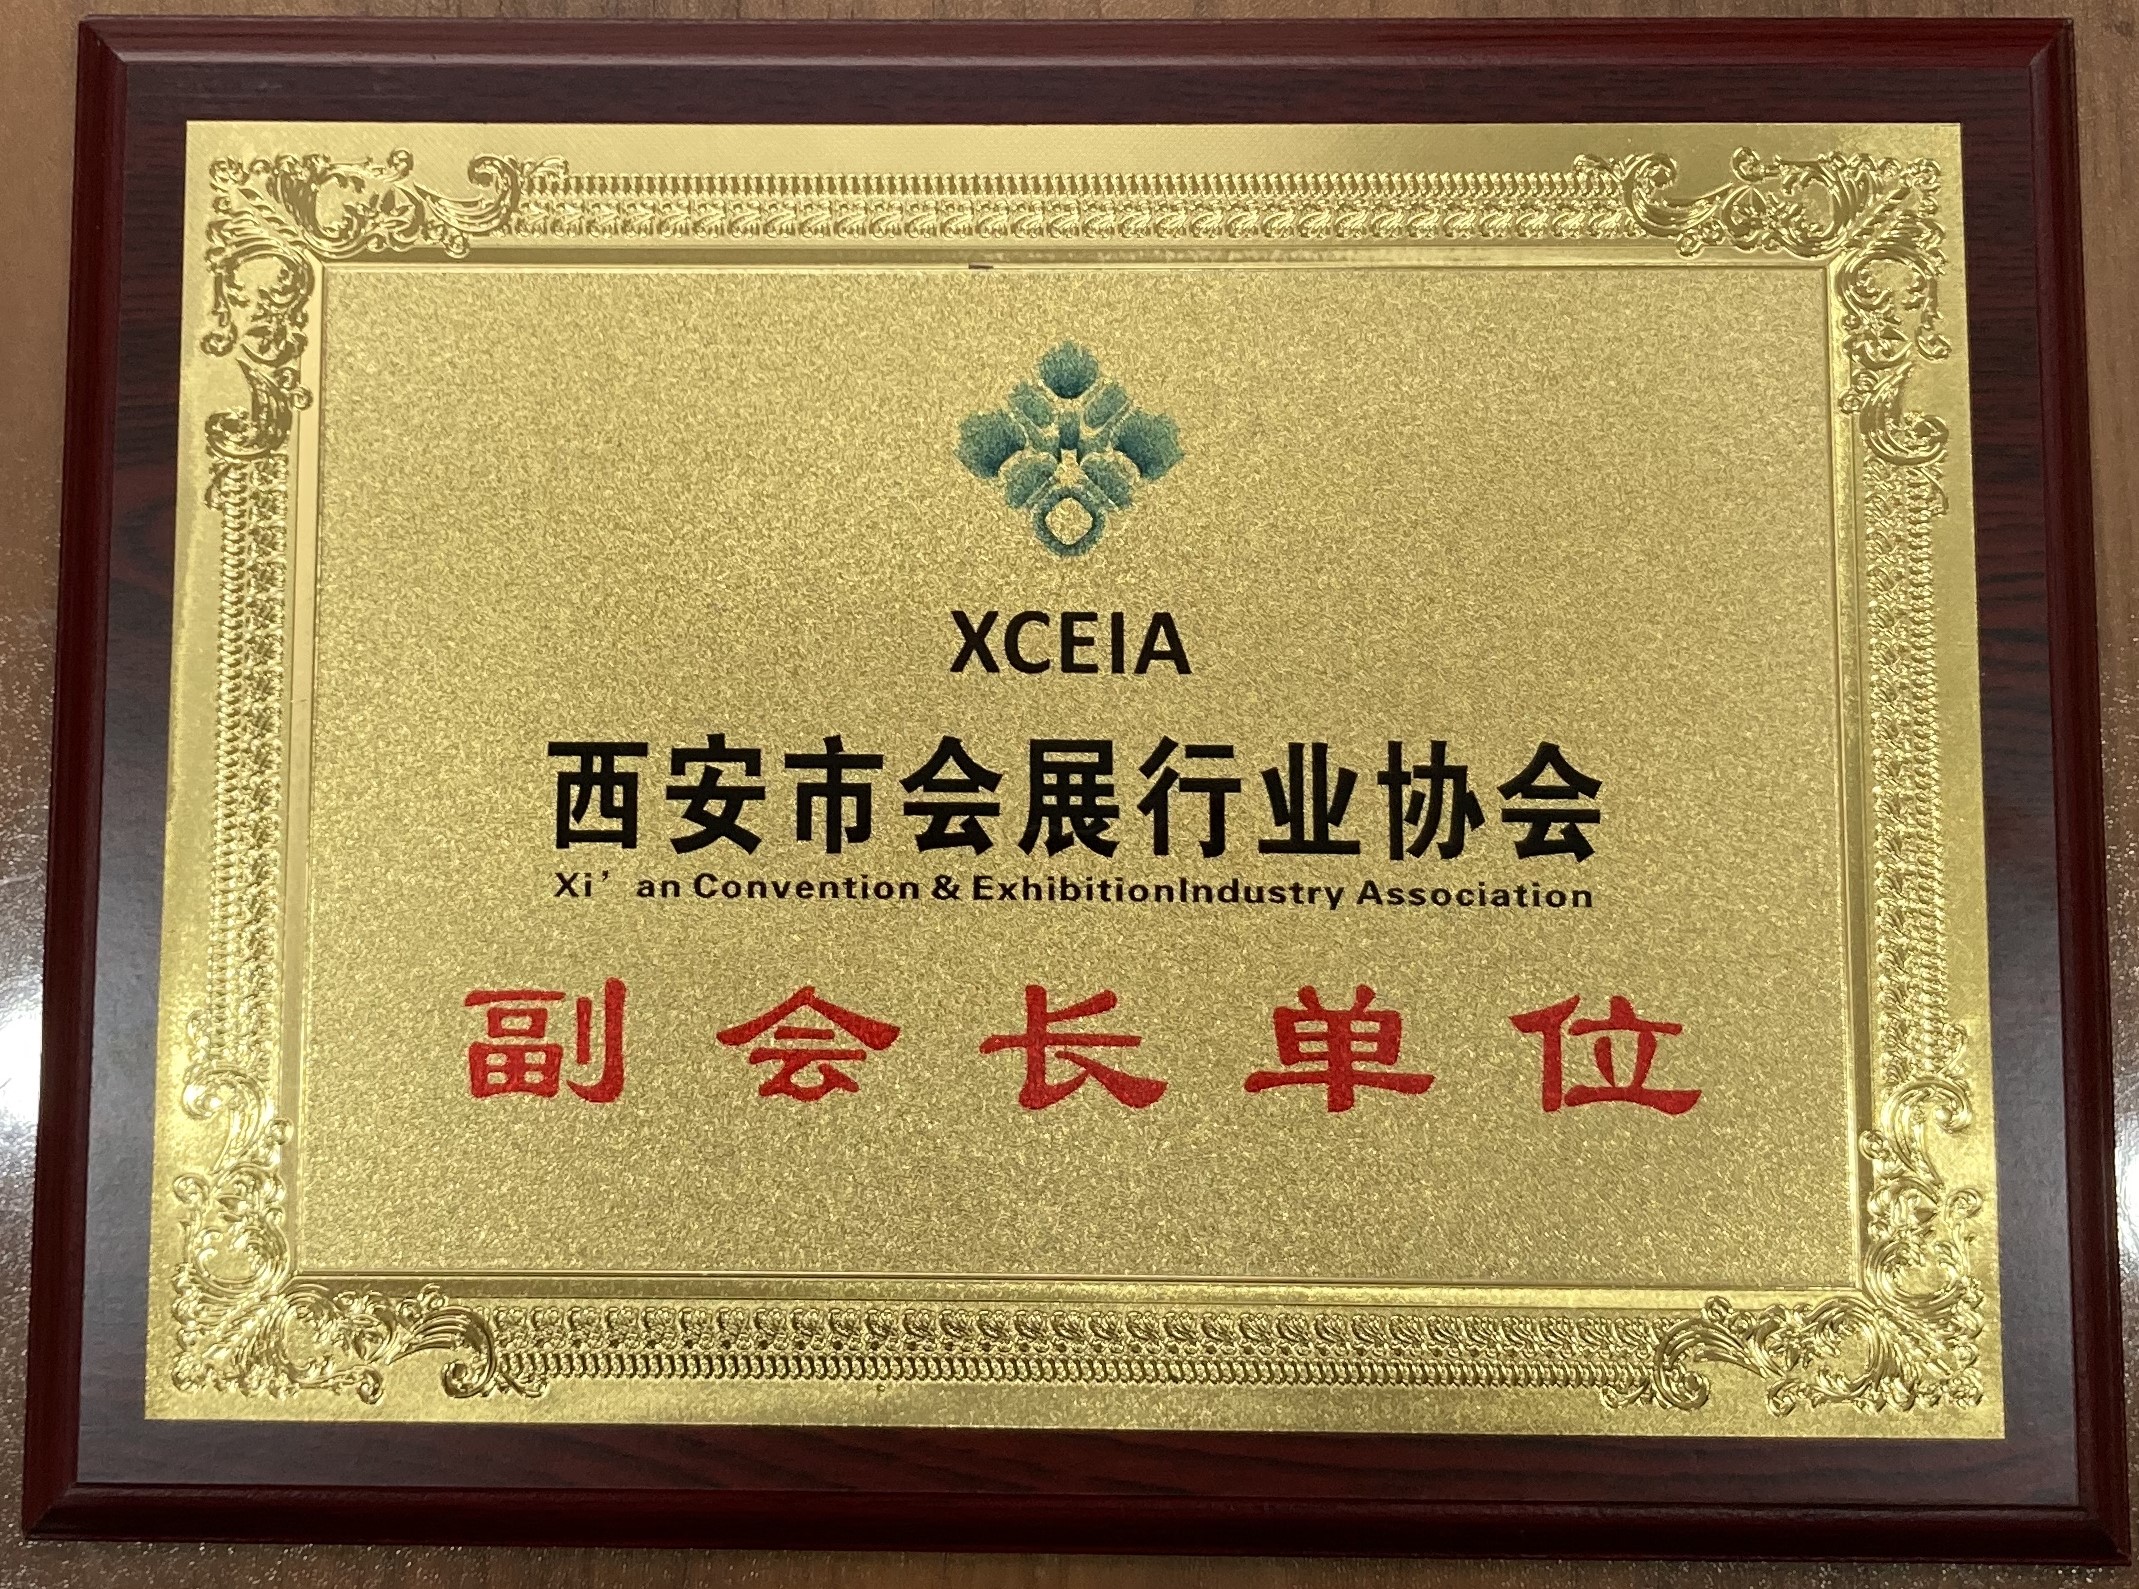 XCEIA
西安市会展行业协会
Xi’an Convention & ExhibitionIndustry Association
副会长单位